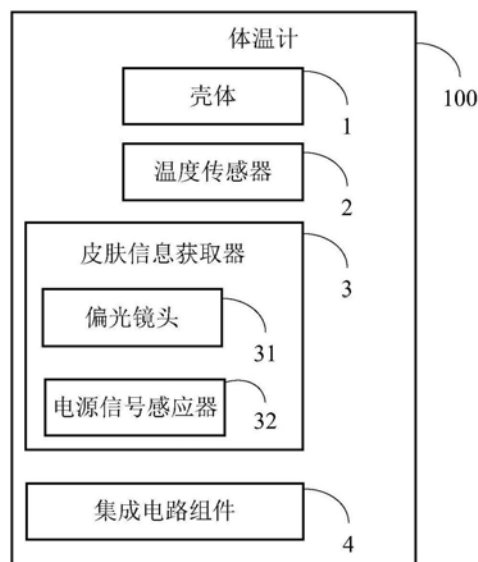 体温计
壳体
1
100
温度传感器
2
皮肤信息获取器
3
偏光镜头
31
电源信号感应器
32
集成电路组件
4